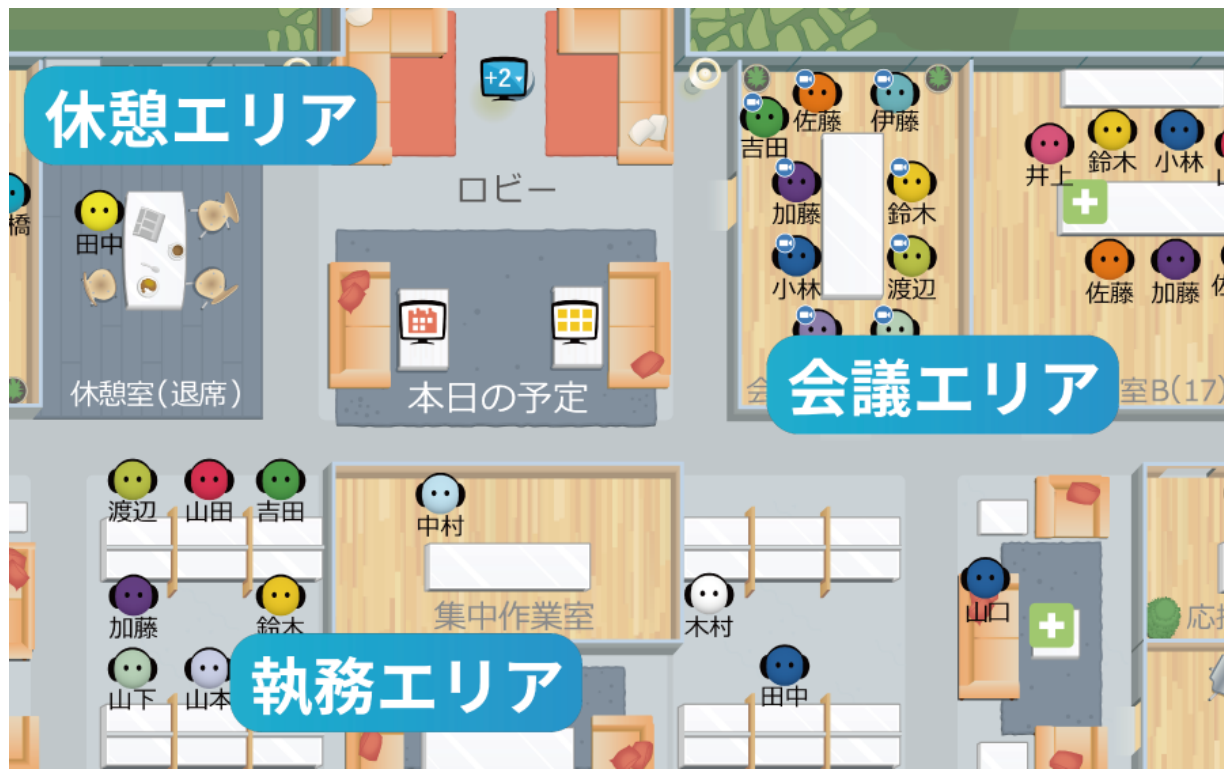 +2
休憩エリア
ロビー
橋
田中
佐藤
伊藤
吉田
加藤
鈴木
小林
渡辺
井上
鈴木
小林
佐藤
加藤
休憩室(退席)
本日の予定
会議エリア
会
室B(17)
渡辺
山田
吉田
中村
加藤
鈴木
集中作業室
木村
山口
山下
山本
執務エリア
田中